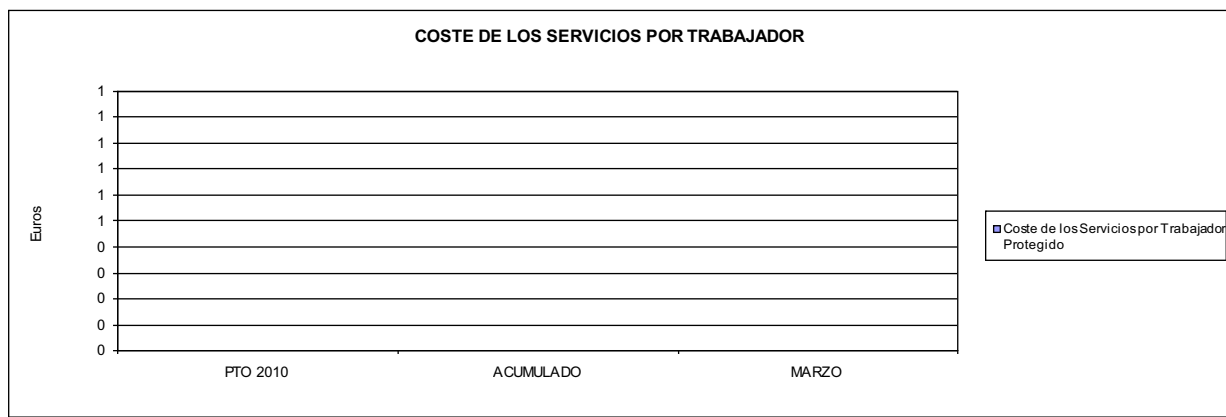 COSTE DE LOS SERVICIOS POR TRABAJADOR
1
1
1
1
1
1
0
0
0
0
0
Euros
PTO 2010 ACUMULADO MARZO
Coste de los Servicios por Trabajador
Protegido